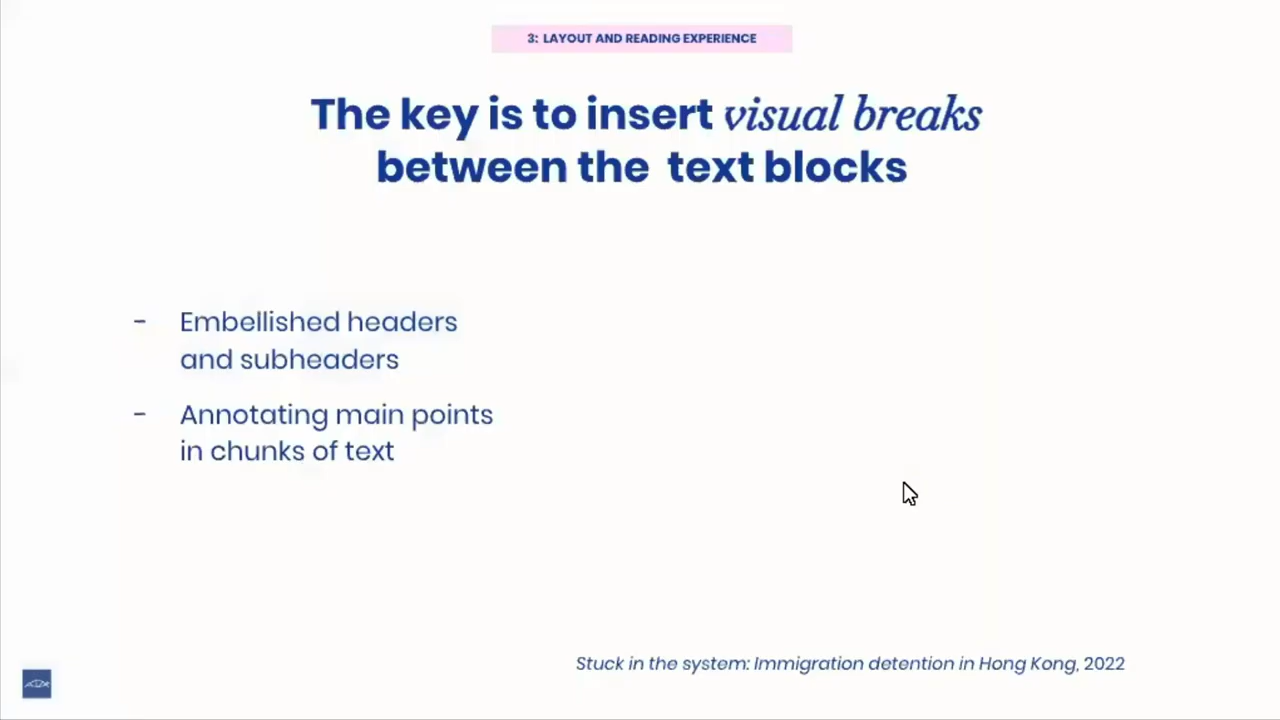 3: LAYOUT AND READING EXPERIENCE
The key is to insert visual breaks
between the text blocks
- Embellished headers
and subheaders
- Annotating main points
in chunks of text
Stuck in the system: Immigration detention in Hong Kong, 2022